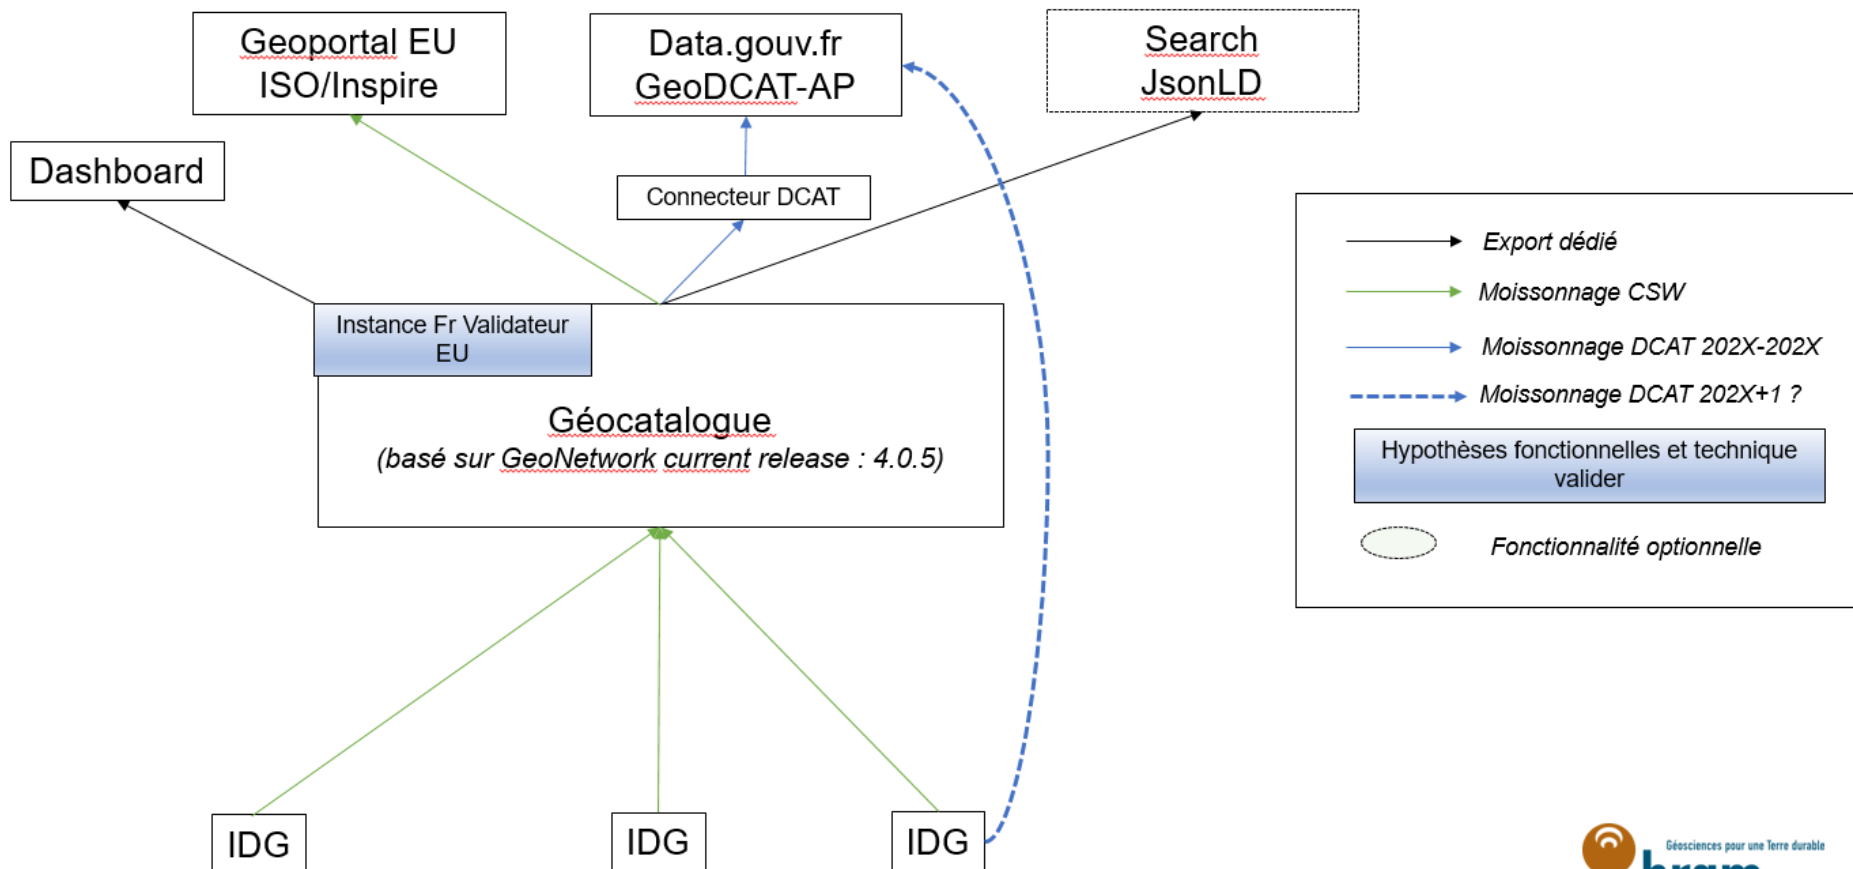 Geoportal EU
ISO/Inspire
Data.gouv.fr
GeoDCAT-AP
Search
JsonLD
Dashboard
Connecteur DCAT
Instance Fr Validateur
EU
Géocatalogue
(basé sur GeoNetwork current release : 4.0.5)
IDG
IDG
IDG
Export dédié
Moissonnage CSW
Moissonnage DCAT 202X-202X
Moissonnage DCAT 202X+1 ?
Hypothèses fonctionnelles et technique
valider
Fonctionnalité optionnelle
Géosciences pour une Terre durable
brgm